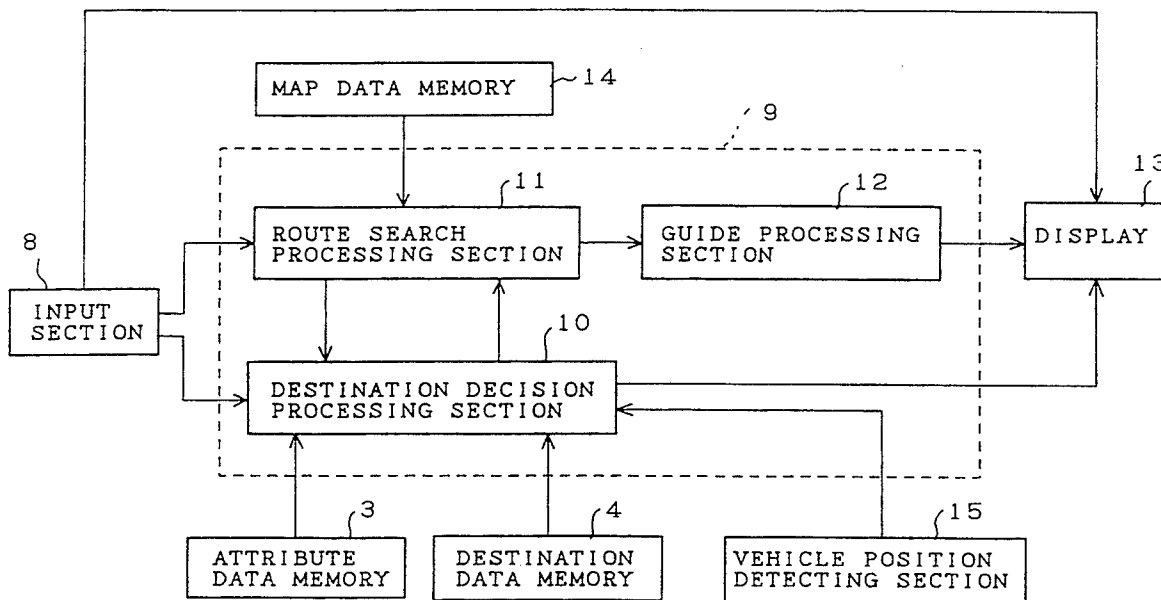 14
MAP DATA MEMORY
9
11
12
13
ROUTE SEARCH
PROCESSING SECTION
GUIDE PROCESSING
SECTION
DISPLAY
8
INPUT
SECTION
10
DESTINATION DECISION
PROCESSING SECTION
3
4
15
ATTRIBUTE
DATA MEMORY
DESTINATION
DATA MEMORY
VEHICLE POSITION
DETECTING SECTION